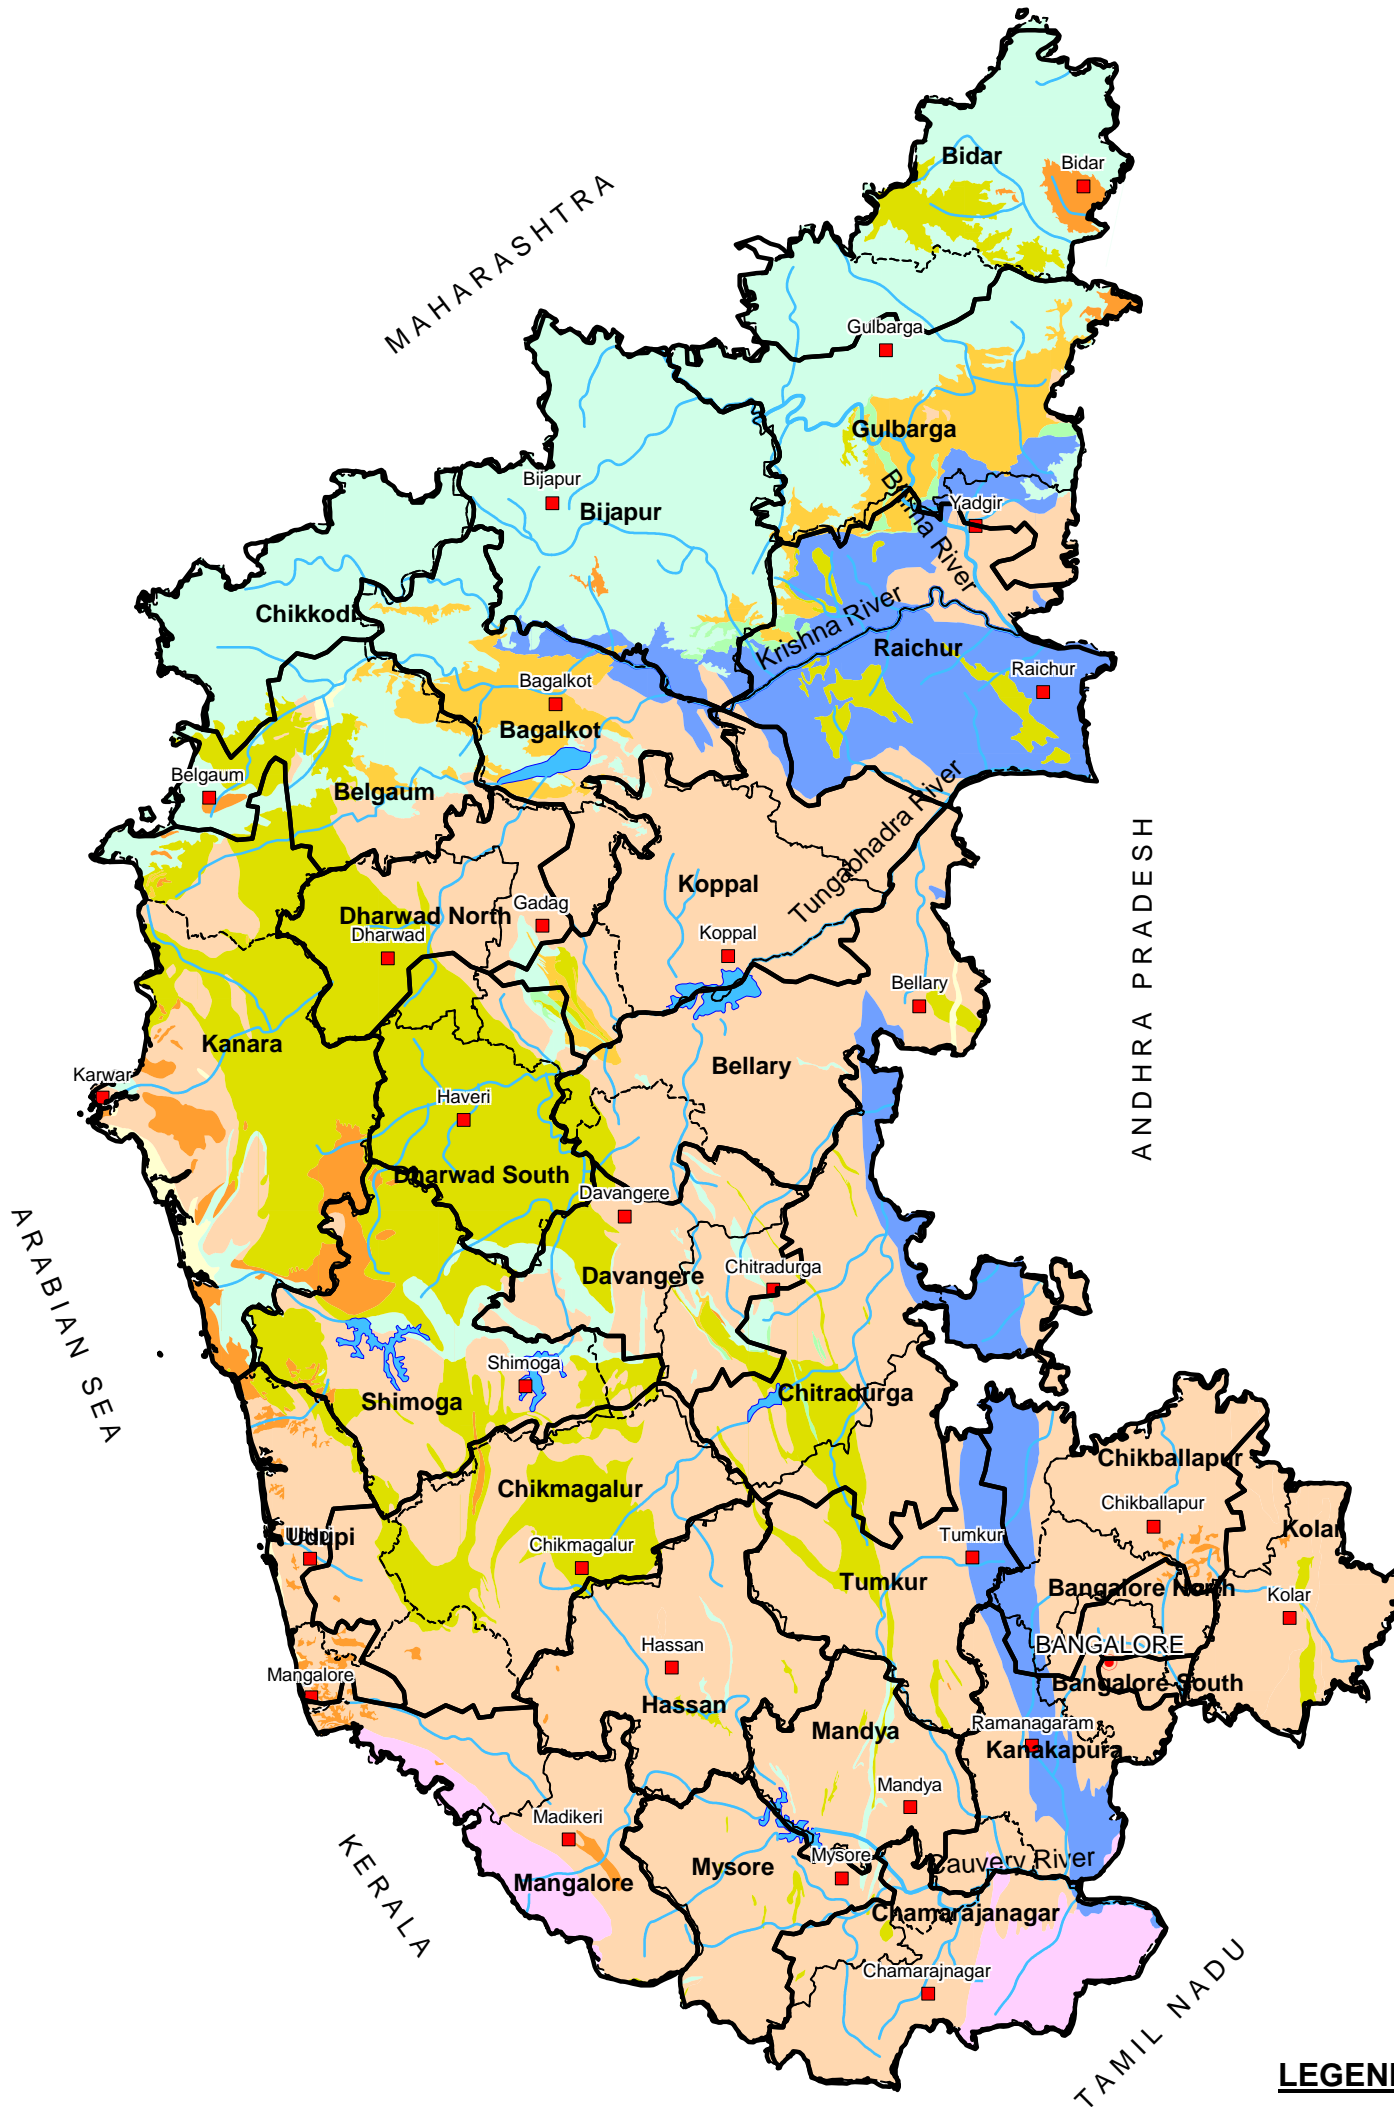 Bidar
Bidar
MAHARASHTRA
Gulbarga
Gulbarga
Bijapur
Bijapur
Bhima River
Yadgir
Chikkodi
Krishna River
Raichur
Raichur
Bagalkot
Bagalkot
Belgaum
Belgaum
Tungabhadra River
ANDHRA PRADESH
Koppal
Dharwad North
Gadag
Dharwad
Koppal
Bellary
Kanara
Bellary
Karwar
Haveri
Dharwad South
Davangere
ARABIAN SEA
Davangere
Chitradurga
Shimoga
Shimoga
Chitradurga
Chikmagalur
Chikballapur
Chikballapur
Kolar
Udupi
Udupi
Chikmagalur
Tumkur
Tumkur
Bangalore North
Kolar
Hassan
BANGALORE
Mangalore
Bangalore South
Hassan
Mandya
Ramanagaram
Kanakapura
Mandya
Madikeri
KERALA
Mangalore
Mysore
Mysore
Cauvery River
Chamarajanagar
Chamarajnagar
TAMIL NADU